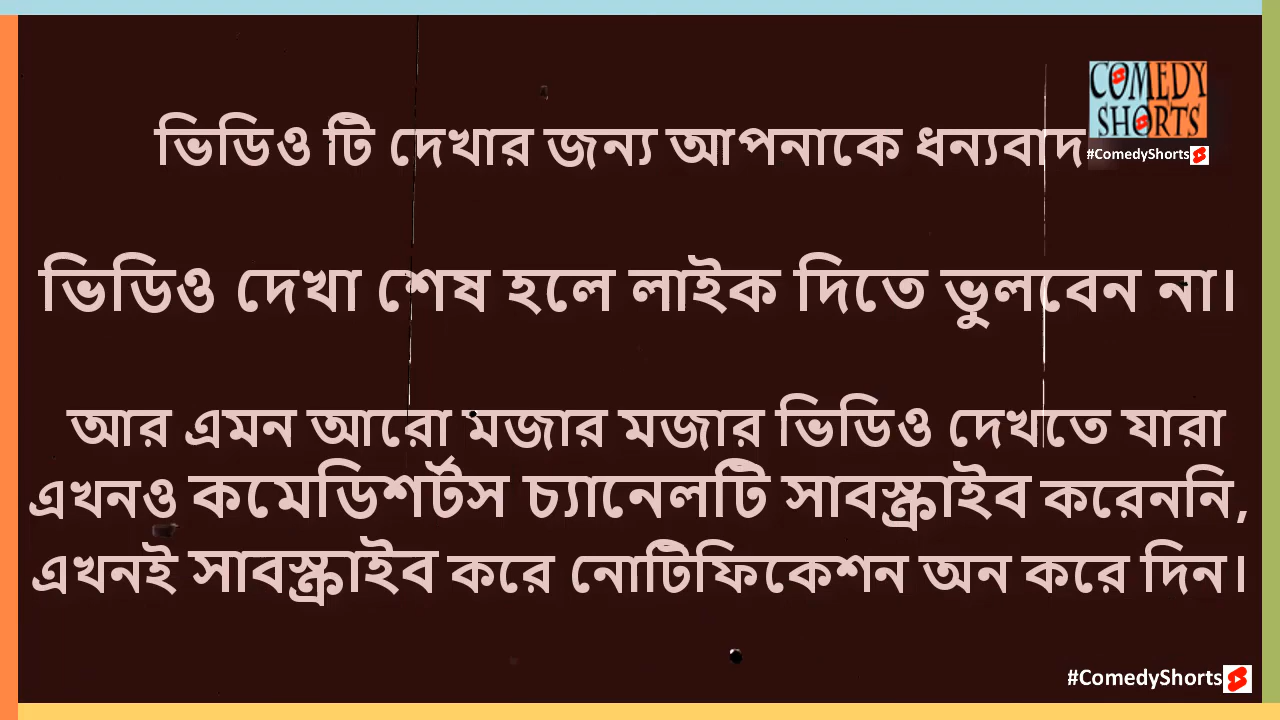 COMEDY
SHORTS
#ComedyShorts
ভিডিও টি দেখার জন্য আপনাকে ধন্যবাদ
ভিডিও দেখা শেষ হলে লাইক দিতে ভুলবেন না।
আর এমন আরো মজার মজার ভিডিও দেখতে যারা
এখনও কমেডিশর্টস চ্যানেলটি সাবস্ক্রাইব করেননি,
এখনই সাবস্ক্রাইব করে নোটিফিকেশন অন করে দিন।
#ComedyShorts